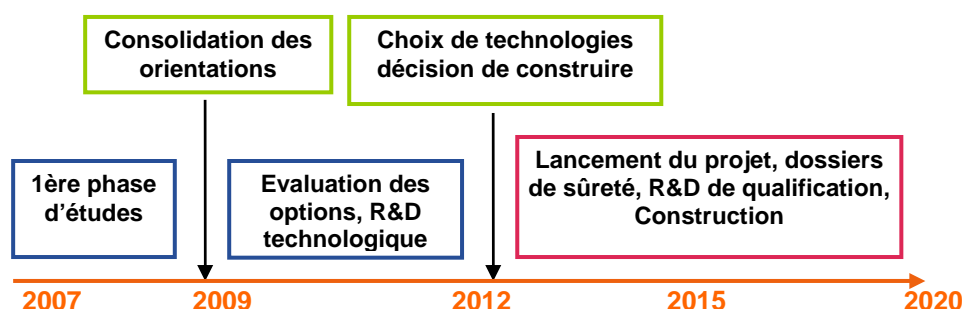 Consolidation des
orientations
Choix de technologies
décision de construire
1ère phase
d'études
Evaluation des
options, R&D
technologique
Lancement du projet, dossiers
de sûreté, R&D de qualification,
Construction
2007
2009
2012
2015
2020